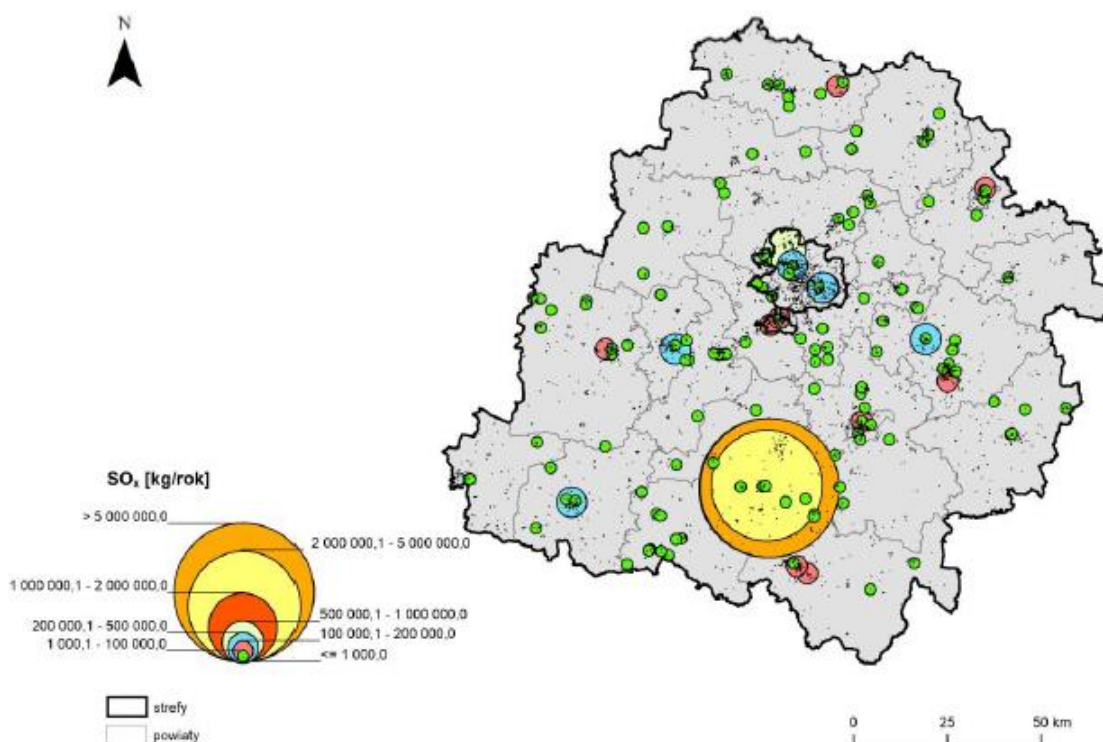 N
SOx [kg/rok]
> 5 000 000,0
2 000 000,1 - 5 000 000,0
1 000 000,1 - 2 000 000,0
500 000,1 - 1 000 000,0
200 000,1 - 500 000,0
100 000,1 - 200 000,0
1 000,1 - 100 000,0
<= 1 000,0
strefy
powiaty
0 25 50 km